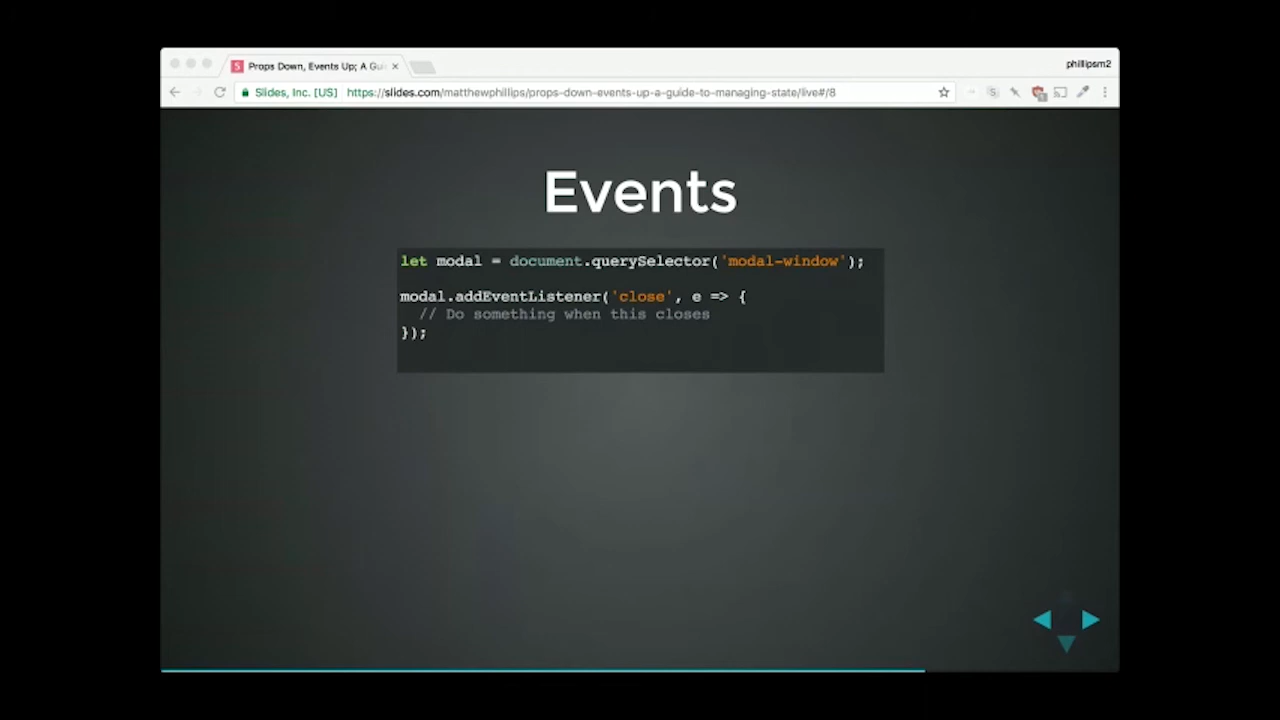 Props Down, Events Up; A Gui
phillipsm2
Slides, Inc. [US] https://slides.com/matthewphillips/props-down-events-up-a-guide-to-managing-state/live#/8
Events
let modal = document.querySelector('modal-window');
modal.addEventListener('close', e => {
// Do something when this closes
});